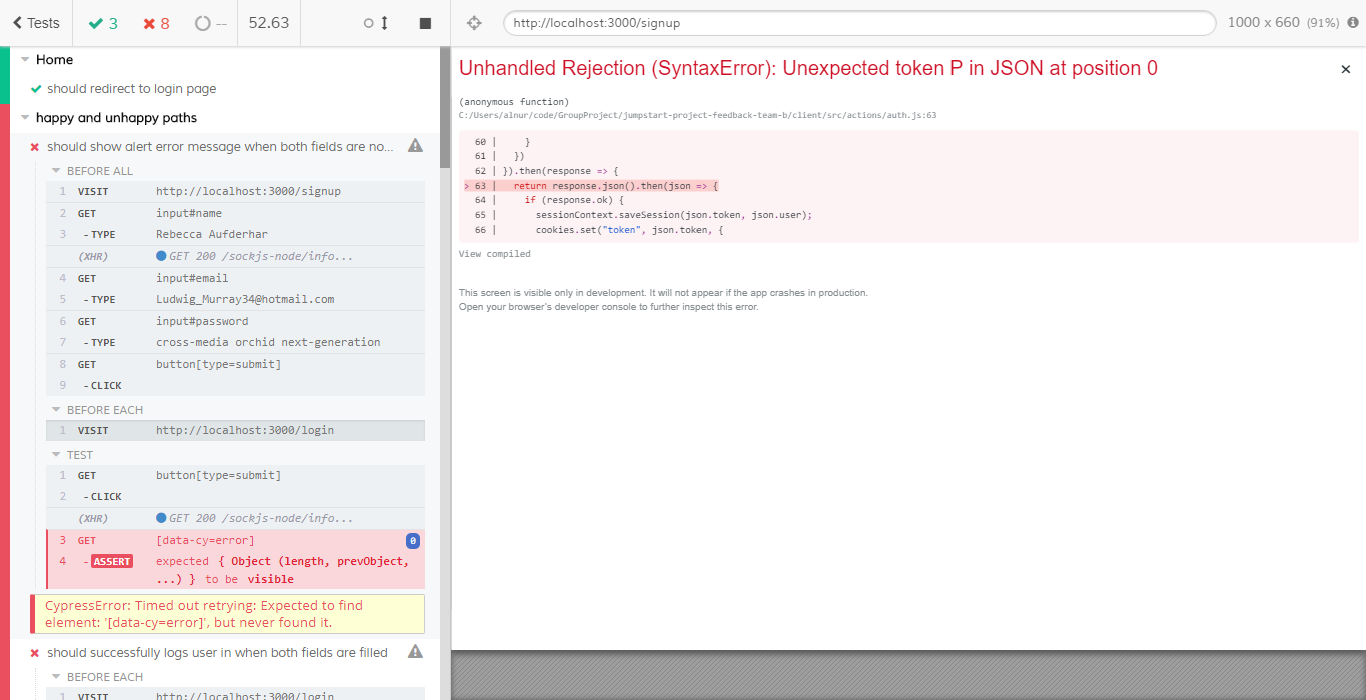 Tests
3
8
--
52.63
http://localhost:3000/signup
1000 x 660 (91%)
Home
should redirect to login page
happy and unhappy paths
should show alert error message when both fields are no...
BEFORE ALL
1 VISIT http://localhost:3000/signup
2 GET input#name
3 - TYPE Rebecca Aufderhar
(XHR) GET 200 /sockjs-node/info...
4 GET input#email
5 - TYPE Ludwig_Murray34@hotmail.com
6 GET input#password
7 - TYPE cross-media orchid next-generation
8 GET button[type=submit]
9 - CLICK
BEFORE EACH
1 VISIT http://localhost:3000/login
TEST
1 GET button[type=submit]
2 - CLICK
(XHR) GET 200 /sockjs-node/info...
3 GET [data-cy=error] 0
4 - ASSERT expected { Object (length, prevObject,
...) } to be visible
CypressError: Timed out retrying: Expected to find
element: '[data-cy=error]', but never found it.
should successfully logs user in when both fields are filled
BEFORE EACH
1 VISIT http://localhost:3000/login
Unhandled Rejection (SyntaxError): Unexpected token P in JSON at position 0
×
(anonymous function)
C:/Users/alnur/code/GroupProject/jumpstart-project-feedback-team-b/client/src/actions/auth.js:63
60 | }
61 | })
62 | }).then(response => {
> 63 | return response.json().then(json => {
64 | if (response.ok) {
65 | sessionContext.saveSession(json.token, json.user);
66 | cookies.set("token", json.token, {
View compiled
This screen is visible only in development. It will not appear if the app crashes in production.
Open your browser's developer console to further inspect this error.